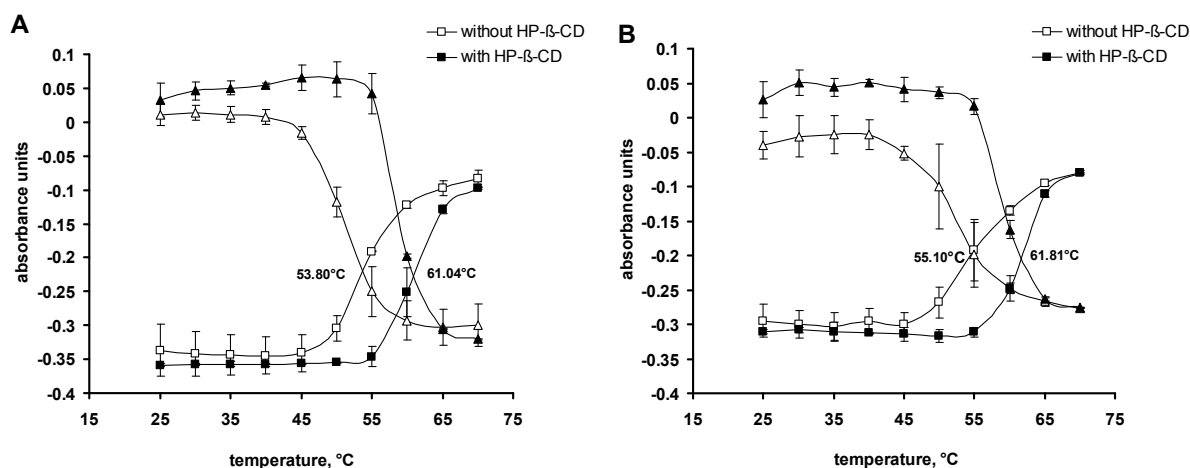 A
without HP-ß-CD
with HP-ß-CD
absorbance units
0.1
0.05
0
-0.05
-0.1
-0.15
-0.2
-0.25
-0.3
-0.35
-0.4
53.80°C
61.04°C
15 25 35 45 55 65 75
temperature, °C
B
without HP-ß-CD
with HP-ß-CD
absorbance units
0.1
0.05
0
-0.05
-0.1
-0.15
-0.2
-0.25
-0.3
-0.35
-0.4
55.10°C
61.81°C
15 25 35 45 55 65 75
temperature, °C